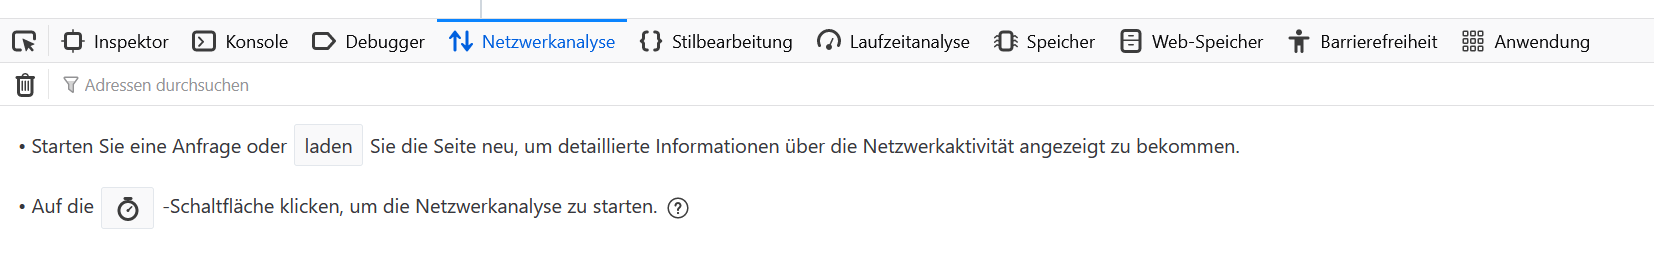 Inspektor Konsole Debugger Netzwerkanalyse Stilbearbeitung Laufzeitanalyse Speicher Web-Speicher Barrierefreiheit Anwendung
Adressen durchsuchen
• Starten Sie eine Anfrage oder laden Sie die Seite neu, um detaillierte Informationen über die Netzwerkaktivität angezeigt zu bekommen.
• Auf die -Schaltfläche klicken, um die Netzwerkanalyse zu starten. ?